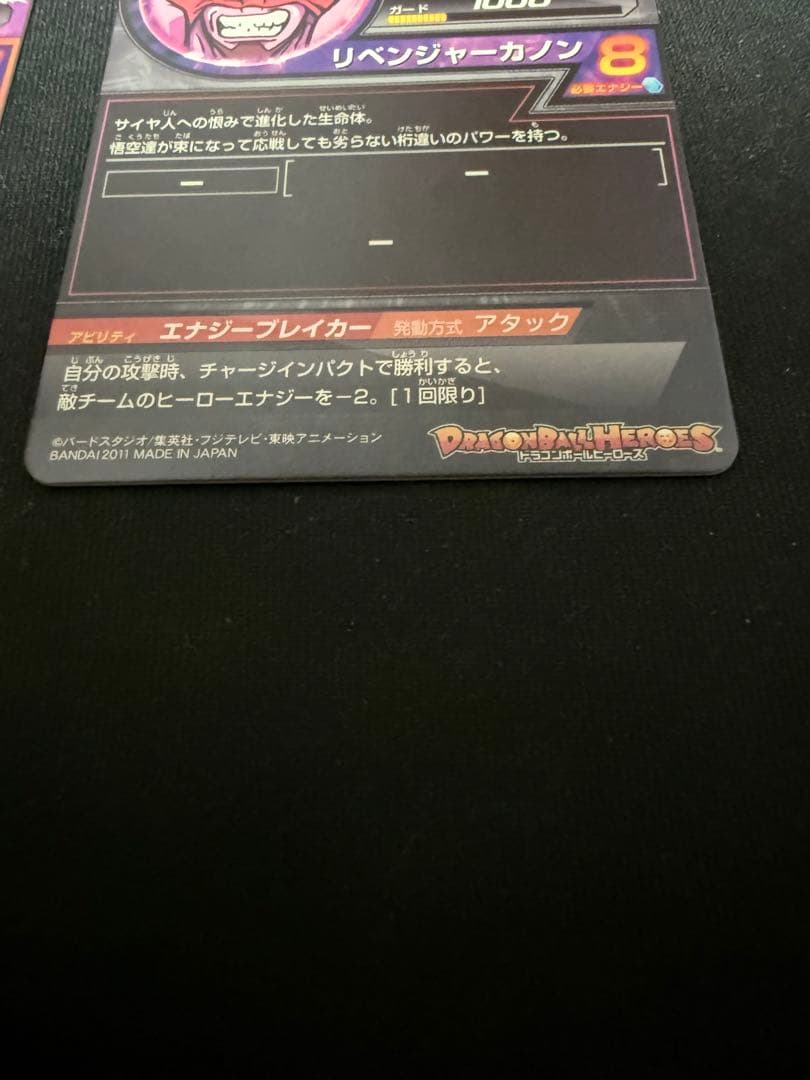 ガード 1000
リベンジャーカノン 8
必要エナジー
サイヤ人への恨みで進化した生命体。
悟空達が束になって応戦しても劣らない桁違いのパワーを持つ。
ー [ ー ]
ー
アビリティ エナジーブレイカー 発動方式 アタック
自分の攻撃時、チャージインパクトで勝利すると、
敵チームのヒーローエナジーを－2。[1回限り]
©バードスタジオ/集英社・フジテレビ・東映アニメーション
BANDAI 2011 MADE IN JAPAN
DRAGONBALL HEROES
ドラゴンボールヒーローズ